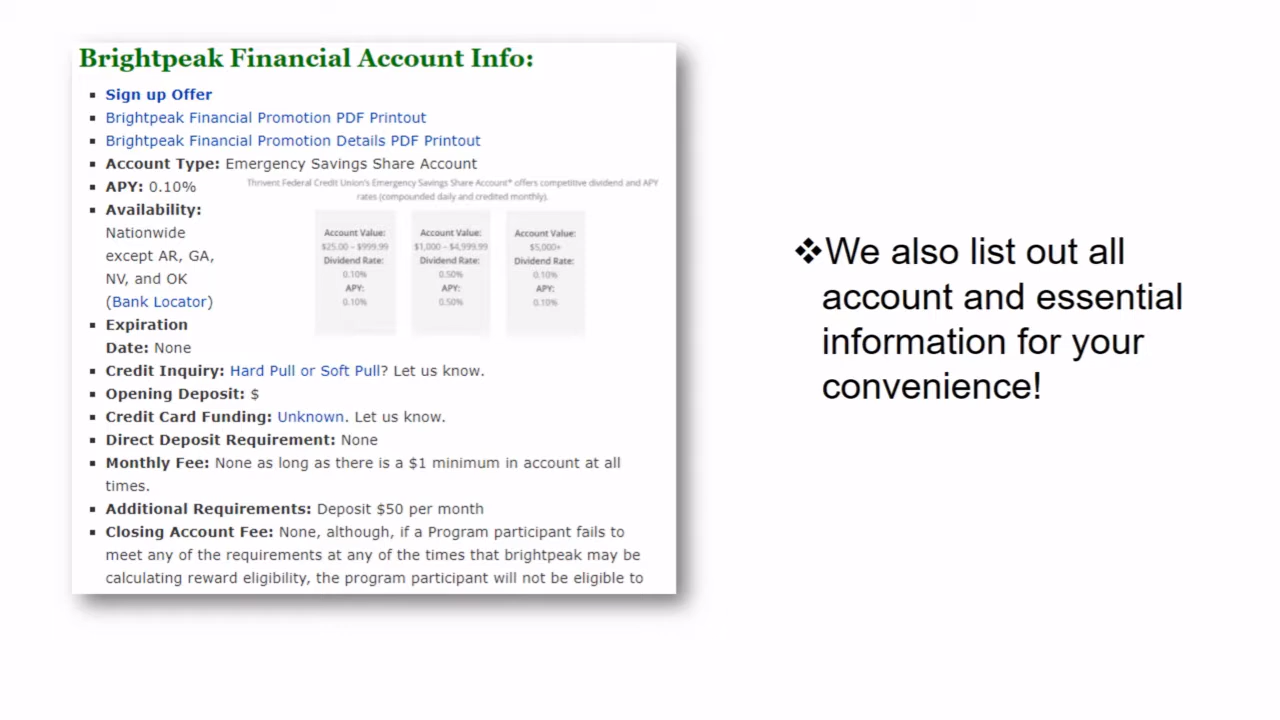 Brightpeak Financial Account Info:
Sign up Offer
Brightpeak Financial Promotion PDF Printout
Brightpeak Financial Promotion Details PDF Printout
Account Type: Emergency Savings Share Account
APY: 0.10%
Availability:
Nationwide
except AR, GA,
NV, and OK
(Bank Locator)
Expiration
Date: None
Thrivent Federal Credit Union's Emergency Savings Share Account* offers competitive dividend and APY
rates (compounded daily and credited monthly).
Account Value:
$25.00 – $999.99
Dividend Rate:
0.10%
APY:
0.10%
Account Value:
$1,000 – $4,999.99
Dividend Rate:
0.50%
APY:
0.50%
Account Value:
$5,000+
Dividend Rate:
0.10%
APY:
0.10%
Credit Inquiry: Hard Pull or Soft Pull? Let us know.
Opening Deposit: $
Credit Card Funding: Unknown. Let us know.
Direct Deposit Requirement: None
Monthly Fee: None as long as there is a $1 minimum in account at all
times.
Additional Requirements: Deposit $50 per month
Closing Account Fee: None, although, if a Program participant fails to
meet any of the requirements at any of the times that brightpeak may be
calculating reward eligibility, the program participant will not be eligible to
❖We also list out all
account and essential
information for your
convenience!